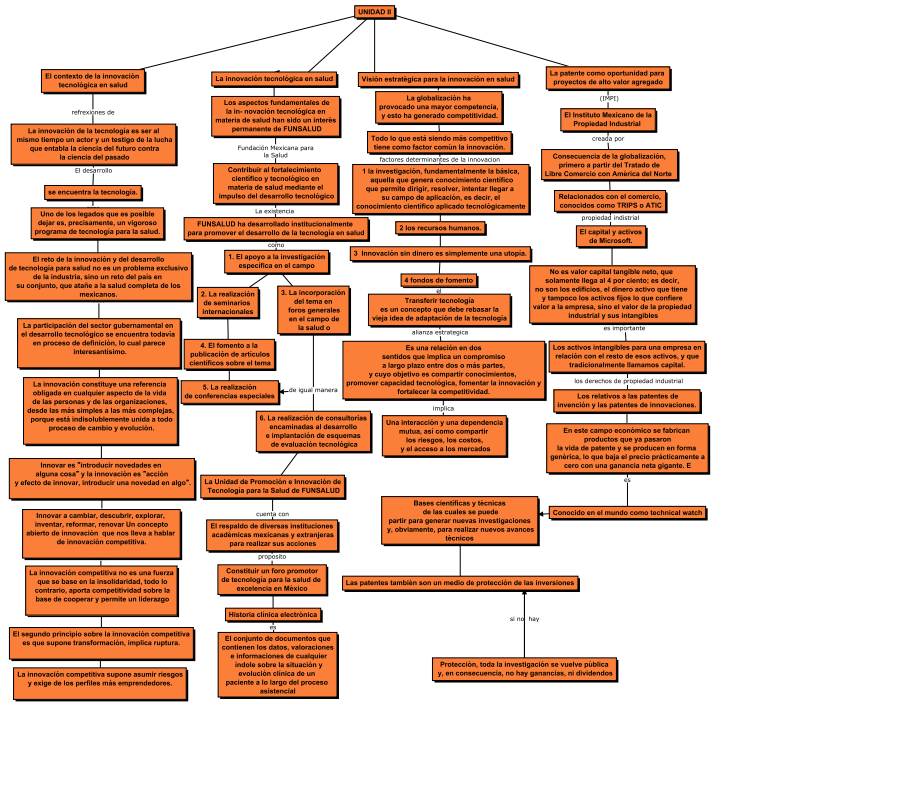 UNIDAD II
El contexto de la innovación
tecnológica en salud
refrexiones de
La innovación de la tecnología es ser al
mismo tiempo un actor y un testigo de la lucha
que entabla la ciencia del futuro contra
la ciencia del pasado
El desarrollo
se encuentra la tecnología.
Uno de los legados que es posible
dejar es, precisamente, un vigoroso
programa de tecnología para la salud.
El reto de la innovación y del desarrollo
de tecnología para salud no es un problema exclusivo
de la industria, sino un reto del país en
su conjunto, que atañe a la salud completa de los
mexicanos.
La participación del sector gubernamental en
el desarrollo tecnológico se encuentra todavía
en proceso de definición, lo cual parece
interesantísimo.
La innovación constituye una referencia
obligada en cualquier aspecto de la vida
de las personas y de las organizaciones,
desde las más simples a las más complejas,
porque está indisolublemente unida a todo
proceso de cambio y evolución.
Innovar es "introducir novedades en
alguna cosa" y la innovación es "acción
y efecto de innovar, introducir una novedad en algo".
Innovar a cambiar, descubrir, explorar,
inventar, reformar, renovar Un concepto
abierto de innovación que nos lleva a hablar
de innovación competitiva.
La innovación competitiva no es una fuerza
que se base en la insolidaridad, todo lo
contrario, aporta competitividad sobre la
base de cooperar y permite un liderazgo
El segundo principio sobre la innovación competitiva
es que supone transformación, implica ruptura.
La innovación competitiva supone asumir riesgos
y exige de los perfiles más emprendedores.
La innovación tecnológica en salud
Los aspectos fundamentales de
la in- novación tecnológica en
materia de salud han sido un interés
permanente de FUNSALUD
Fundación Mexicana para
la Salud
Contribuir al fortalecimiento
científico y tecnológico en
materia de salud mediante el
impulso del desarrollo tecnológico
La existencia
FUNSALUD ha desarrollado institucionalmente
para promover el desarrollo de la tecnología en salud
como
1. El apoyo a la investigación
específica en el campo
2. La realización
de seminarios
internacionales
3. La incorporación
del tema en
foros generales
en el campo de
la salud o
4. El fomento a la
publicación de artículos
científicos sobre el tema
5. La realización
de conferencias especiales
de igual manera
6. La realización de consultorías
encaminadas al desarrollo
e implantación de esquemas
de evaluación tecnológica
La Unidad de Promoción e Innovación de
Tecnología para la Salud de FUNSALUD
cuenta con
El respaldo de diversas instituciones
académicas mexicanas y extranjeras
para realizar sus acciones
proposito
Constituir un foro promotor
de tecnología para la salud de
excelencia en México
Historia clínica electrónica
es
El conjunto de documentos que
contienen los datos, valoraciones
e informaciones de cualquier
índole sobre la situación y
evolución clínica de un
paciente a lo largo del proceso
asistencial
Visión estratégica para la innovación en salud
La globalización ha
provocado una mayor competencia,
y esto ha generado competividad.
Todo lo que está siendo más competitivo
tiene como factor común la innovación.
factores determinantes de la innovacion
1 la investigación, fundamentalmente la básica,
aquella que genera conocimiento científico
que permite dirigir, resolver, intentar llegar a
su campo de aplicación, es decir, el
conocimiento científico aplicado tecnológicamente
2 los recursos humanos.
3 Innovación sin dinero es simplemente una utopía.
4 fondos de fomento
el
Transferir tecnología
es un concepto que debe rebasar la
vieja idea de adaptación de la tecnología
alianza estrategica
Es una relación en dos
sentidos que implica un compromiso
a largo plazo entre dos o más partes,
y cuyo objetivo es compartir conocimientos,
promover capacidad tecnológica, fomentar la innovación y
fortalecer la competitividad.
implica
Una interacción y una dependencia
mutua, así como compartir
los riesgos, los costos,
y el acceso a los mercados
La patente como oportunidad para
proyectos de alto valor agregado
(IMPI)
El Instituto Mexicano de la
Propiedad Industrial
creada por
Consecuencia de la globalización,
primero a partir del Tratado de
Libre Comercio con América del Norte
Relacionados con el comercio,
conocidos como TRIPS o ATIC
propiedad indistrial
El capital y activos
de Microsoft.
No es valor capital tangible neto, que
solamente llega al 4 por ciento; es decir,
no son los edificios, el dinero activo que tiene
y tampoco los activos fijos lo que confiere
valor a la empresa, sino el valor de la propiedad
industrial y sus intangibles
es importante
Los activos intangibles para una empresa en
relación con el resto de esos activos, y que
tradicionalmente llamamos capital.
los derechos de propiedad industrial
Los relativos a las patentes de
invención y las patentes de innovaciones.
En este campo económico se fabrican
productos que ya pasaron
la vida de patente y se producen en forma
genérica, lo que baja el precio prácticamente a
cero con una ganancia neta gigante. E
es
Conocido en el mundo como technical watch
Bases científicas y técnicas
de las cuales se puede
partir para generar nuevas investigaciones
y, obviamente, para realizar nuevos avances
técnicos
Las patentes también son un medio de protección de las inversiones
si no hay
Protección, toda la investigación se vuelve pública
y, en consecuencia, no hay ganancias, ni dividendos